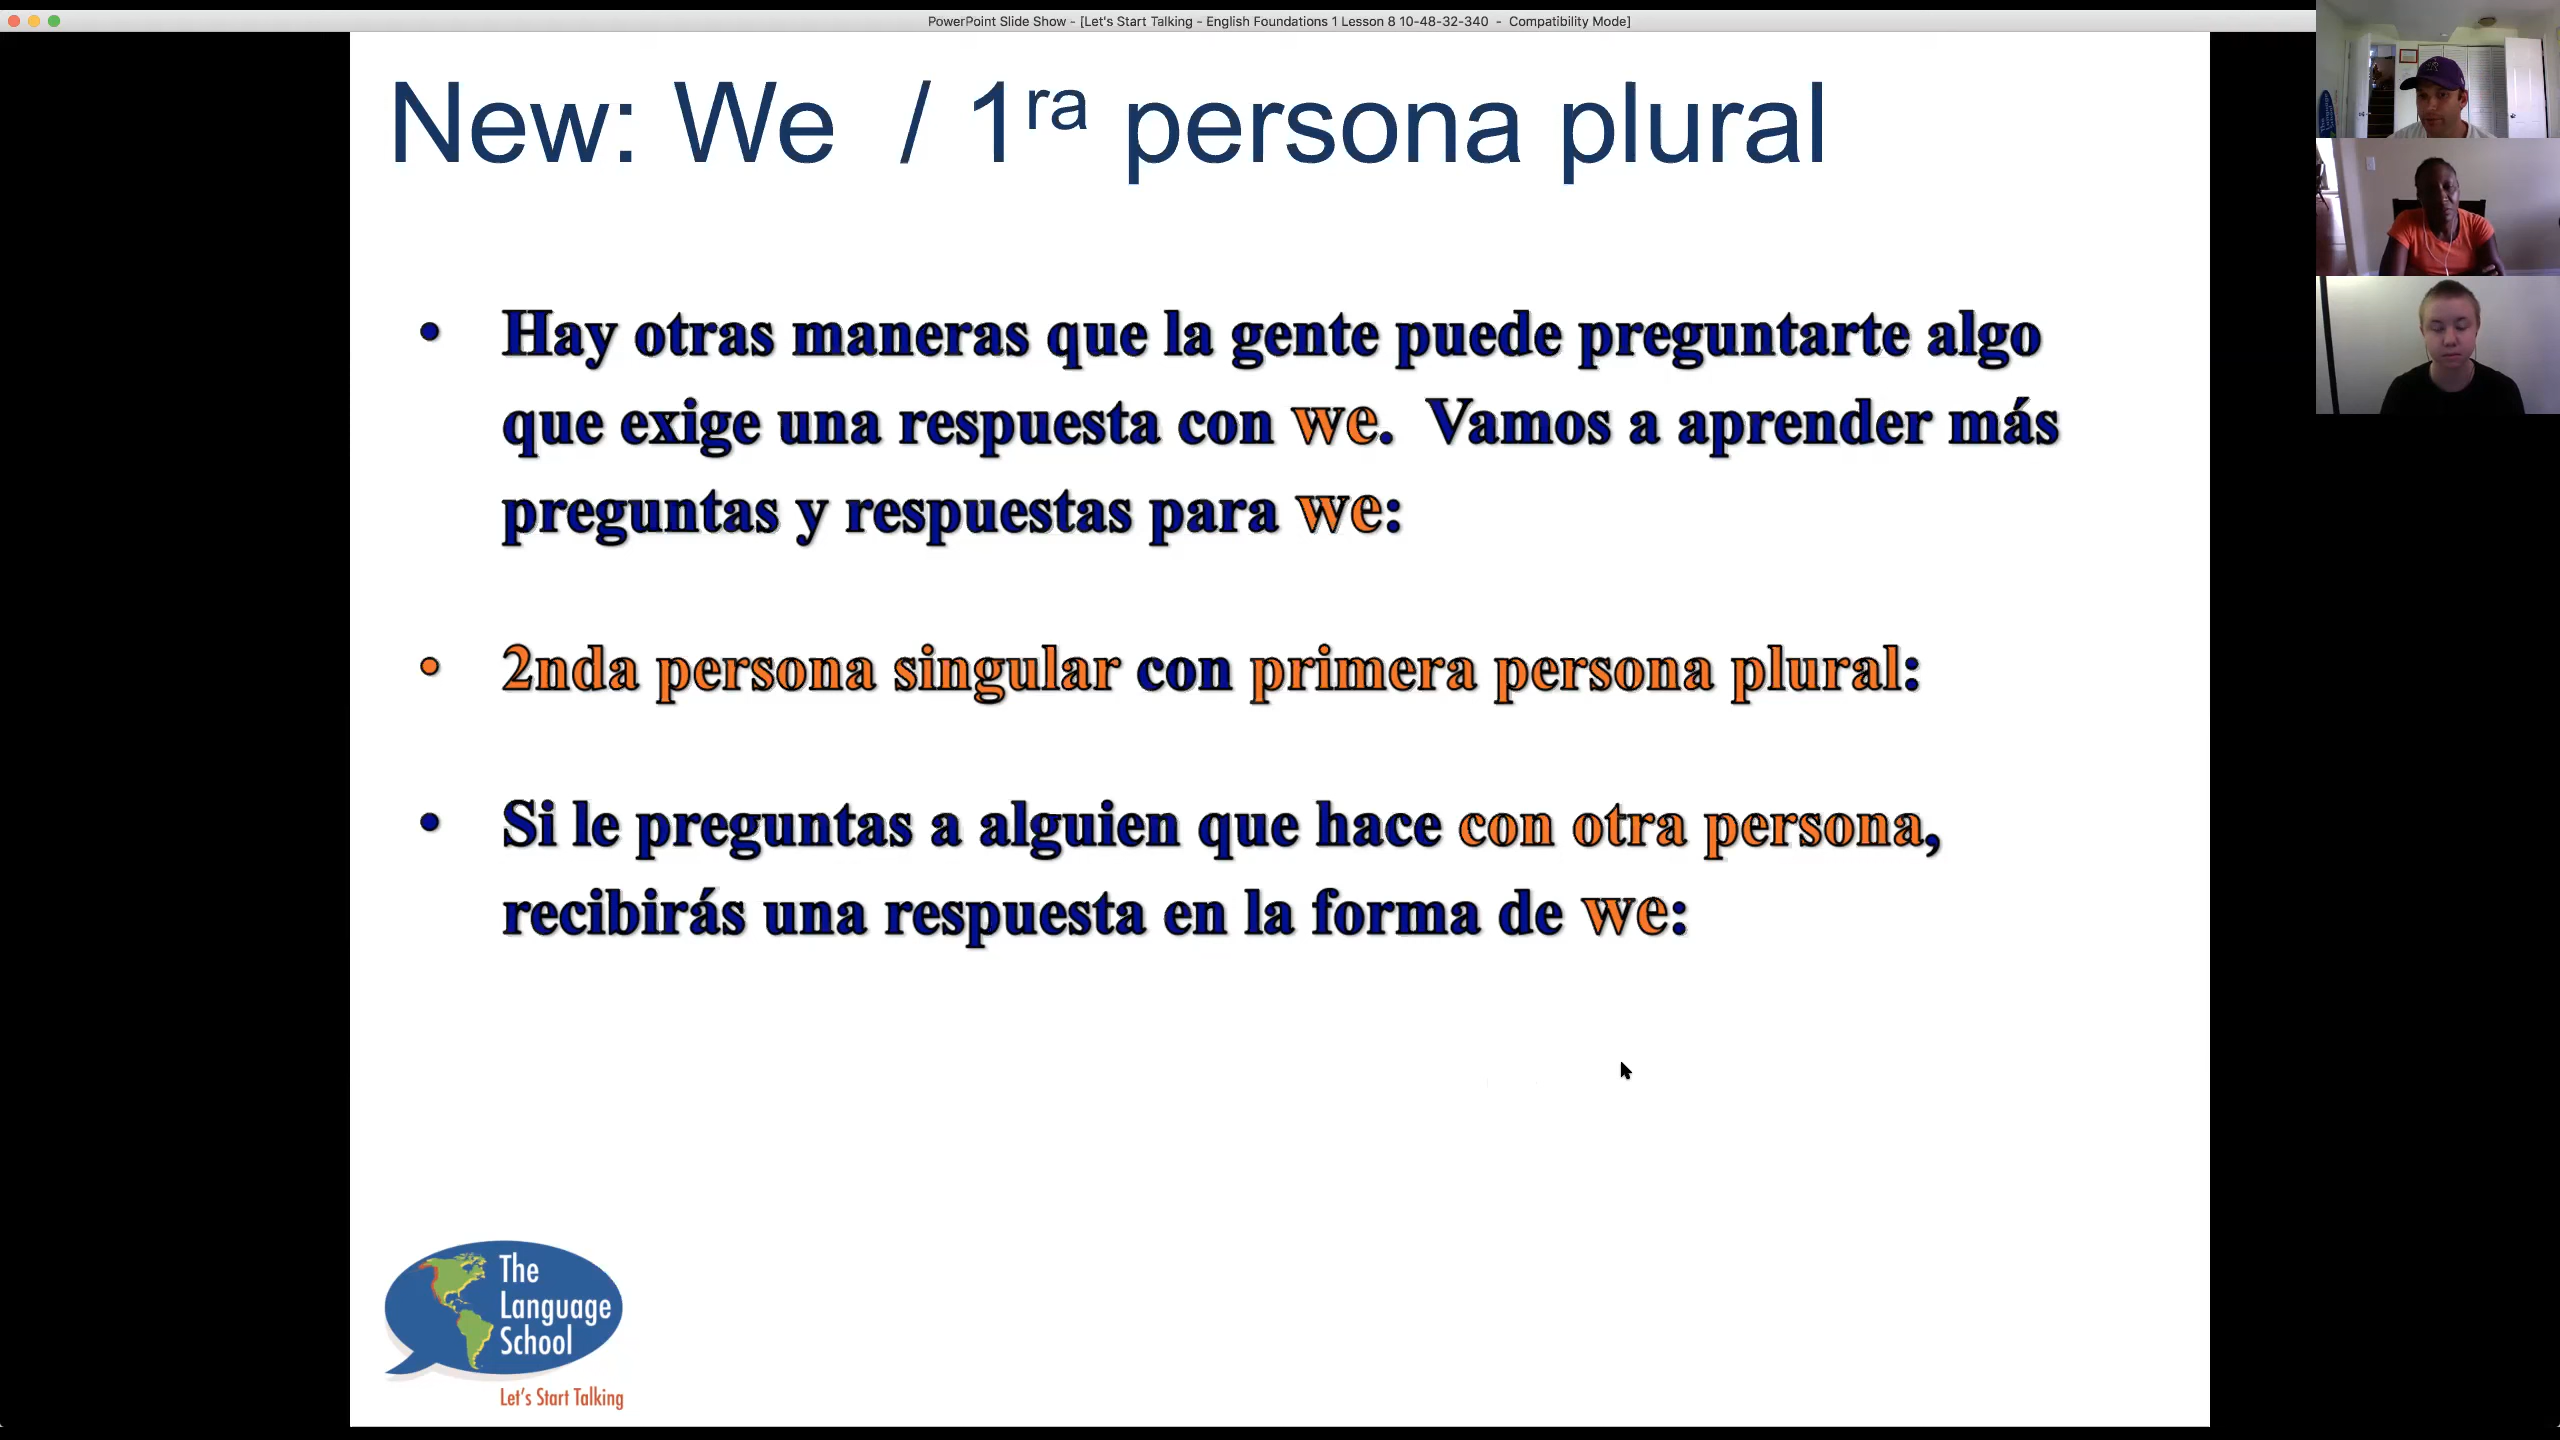 PowerPoint Slide Show - [Let's Start Talking - English Foundations 1 Lesson 8 10-48-32-340 - Compatibility Mode]
New: We / 1ra persona plural
• Hay otras maneras que la gente puede preguntarte algo
que exige una respuesta con we. Vamos a aprender más
preguntas y respuestas para we:
• 2nda persona singular con primera persona plural:
• Si le preguntas a alguien que hace con otra persona,
recibirás una respuesta en la forma de we:
The
Language
School
Let's Start Talking